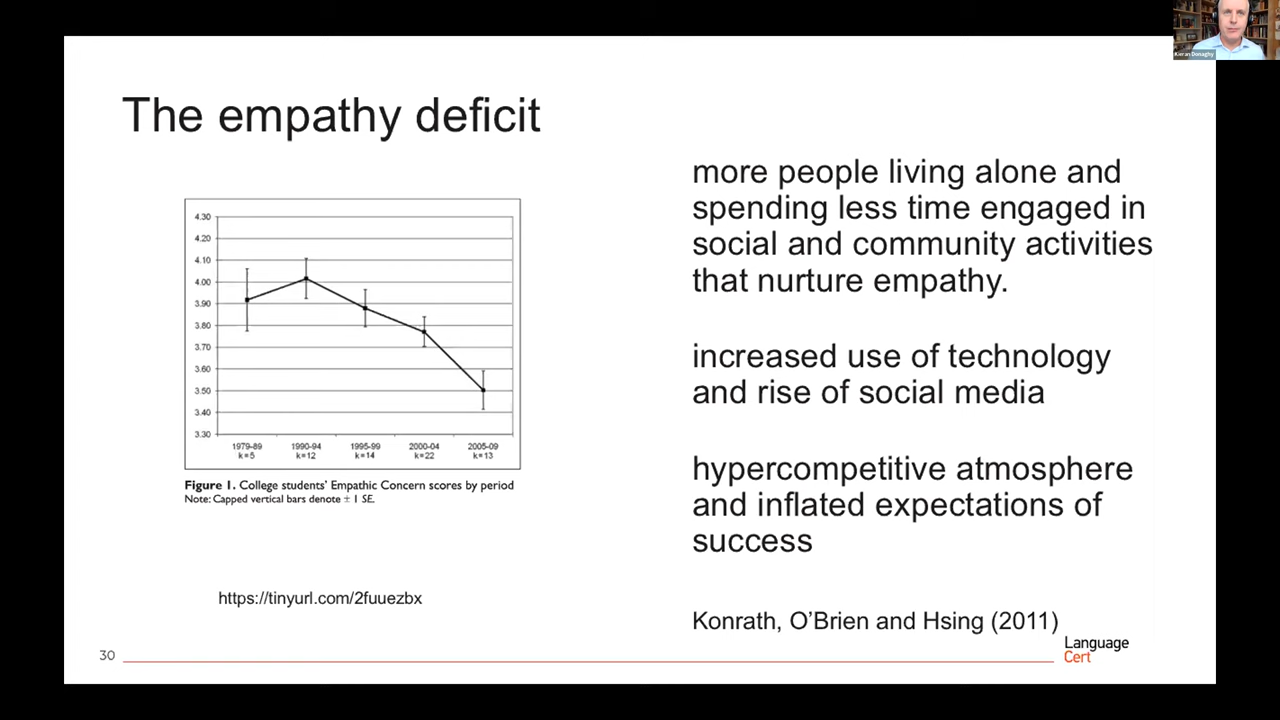 Kieran Donaghy
The empathy deficit
4.30
4.20
4.10
4.00
3.90
3.80
3.70
3.60
3.50
3.40
3.30
1979-89 1990-94 1995-99 2000-04 2005-09
k=5 k=12 k=14 k=22 k=13
Figure 1. College students' Empathic Concern scores by period
Note: Capped vertical bars denote ± 1 SE.
https://tinyurl.com/2fuuezbx
more people living alone and
spending less time engaged in
social and community activities
that nurture empathy.
increased use of technology
and rise of social media
hypercompetitive atmosphere
and inflated expectations of
success
Konrath, O’Brien and Hsing (2011)
30
Language
Cert